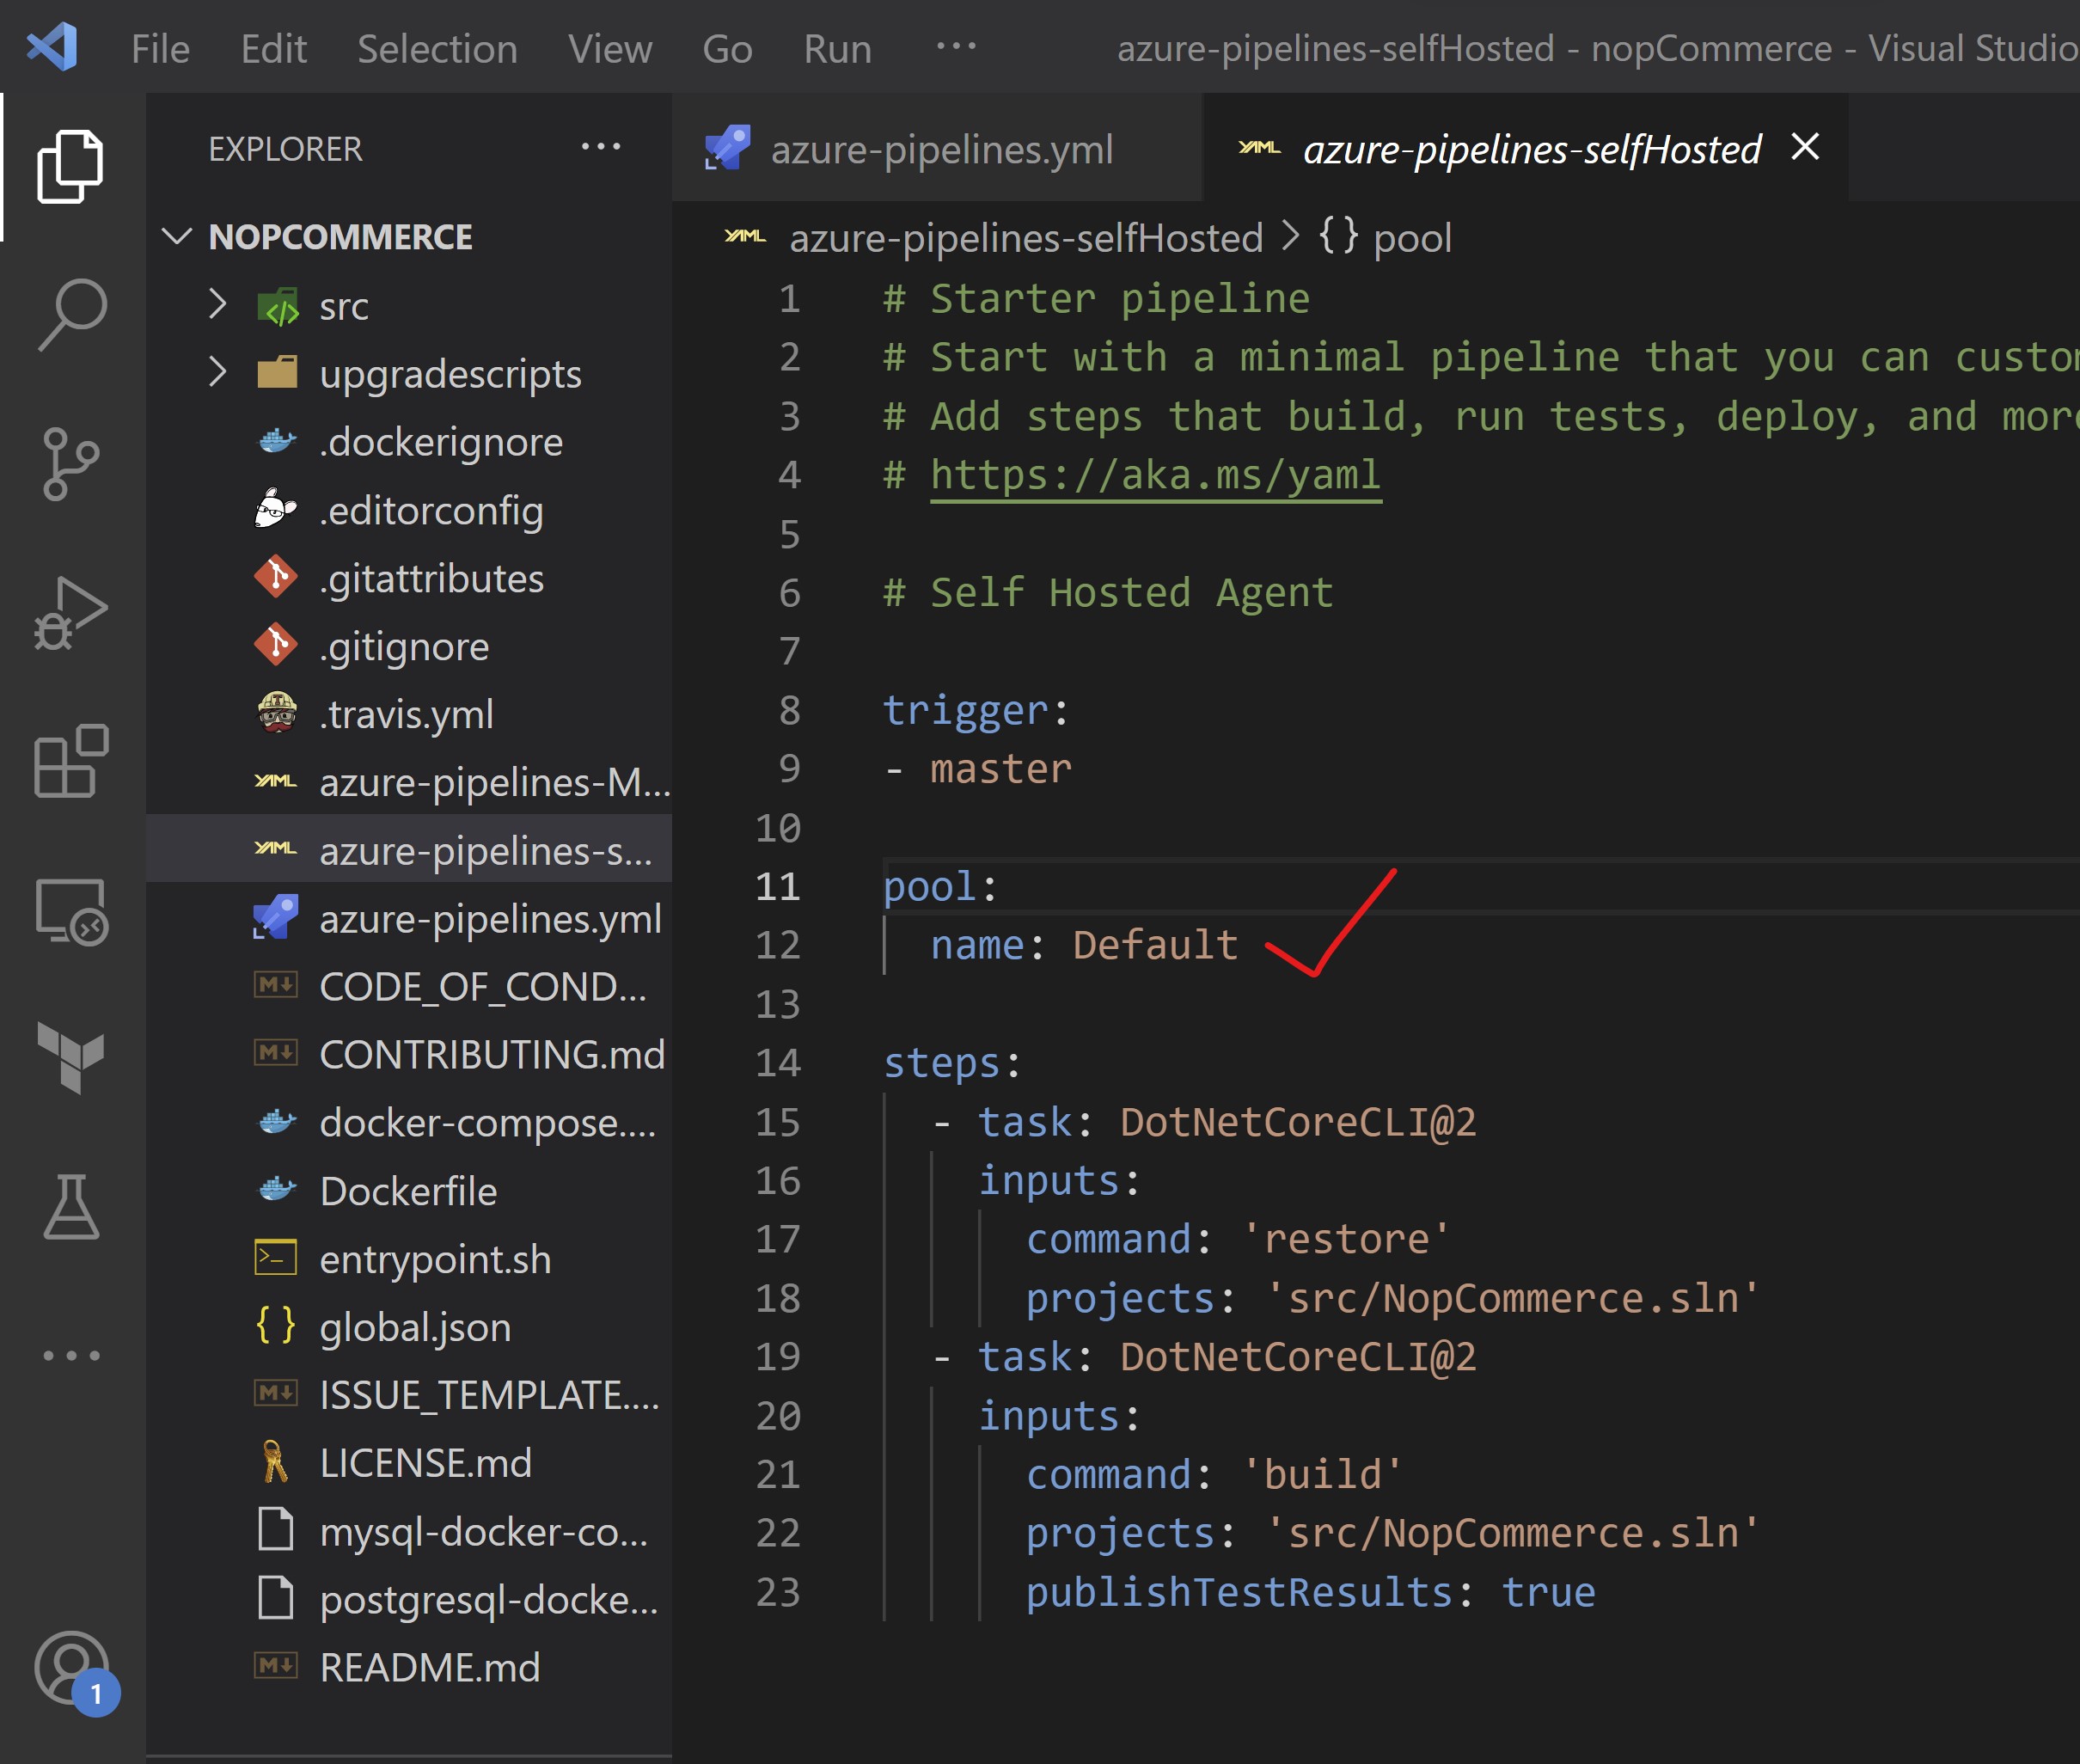 File Edit Selection View Go Run ··· azure-pipelines-selfHosted - nopCommerce - Visual Studio
EXPLORER ···
NOPCOMMERCE
src
upgradescripts
.dockerignore
.editorconfig
.gitattributes
.gitignore
.travis.yml
azure-pipelines-M...
azure-pipelines-s...
azure-pipelines.yml
CODE_OF_COND...
CONTRIBUTING.md
docker-compose....
Dockerfile
entrypoint.sh
global.json
ISSUE_TEMPLATE....
LICENSE.md
mysql-docker-co...
postgresql-docke...
README.md
1
azure-pipelines.yml azure-pipelines-selfHosted
azure-pipelines-selfHosted > {} pool
1 # Starter pipeline
2 # Start with a minimal pipeline that you can custom
3 # Add steps that build, run tests, deploy, and more
4 # https://aka.ms/yaml
5
6 # Self Hosted Agent
7
8 trigger:
9 - master
10
11 pool:
12 name: Default
13
14 steps:
15 - task: DotNetCoreCLI@2
16 inputs:
17 command: 'restore'
18 projects: 'src/NopCommerce.sln'
19 - task: DotNetCoreCLI@2
20 inputs:
21 command: 'build'
22 projects: 'src/NopCommerce.sln'
23 publishTestResults: true